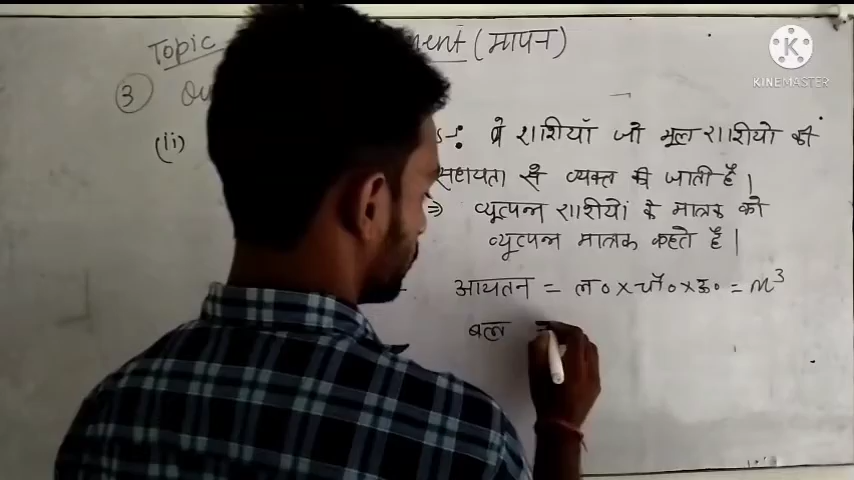 Topic (मापन)
③
(ii) वे राशियाँ जो मूल राशियो की
सहायता से व्यक्त की जाती है।
⇒ व्यूत्पन राशीयों के मात्रक को
व्यूत्पन मात्रक कहते है।
आयतन = ल० × चौ० × ऊ० = m³
बल =
K
KINEMASTER